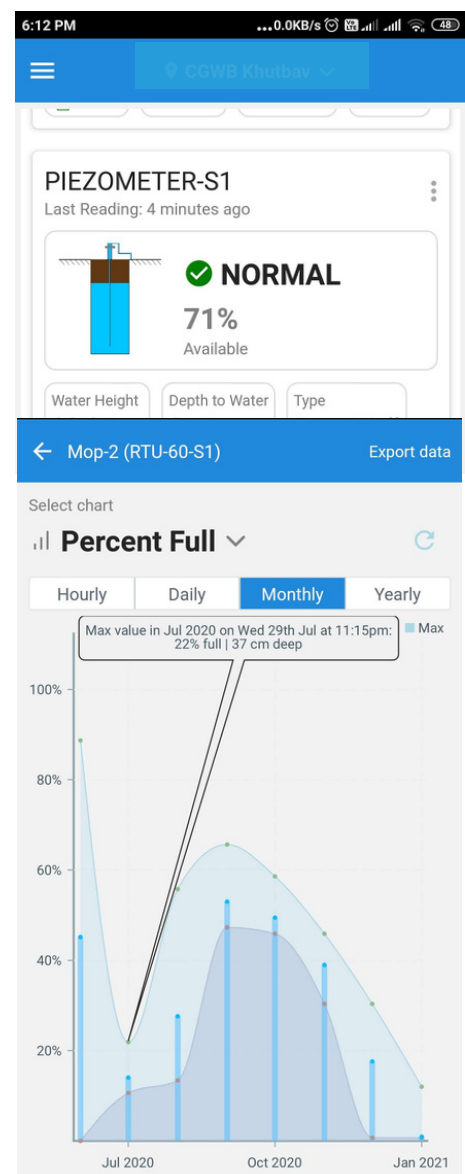 6:12 PM
...0.0KB/s
48
CGWB Khutbav
PIEZOMETER-S1
Last Reading: 4 minutes ago
NORMAL
71%
Available
Water Height
Depth to Water
Type
Mop-2 (RTU-60-S1)
Export data
Select chart
Percent Full
Hourly
Daily
Monthly
Yearly
Max value in Jul 2020 on Wed 29th Jul at 11:15pm:
22% full | 37 cm deep
Max
100%
80%
60%
40%
20%
Jul 2020
Oct 2020
Jan 2021